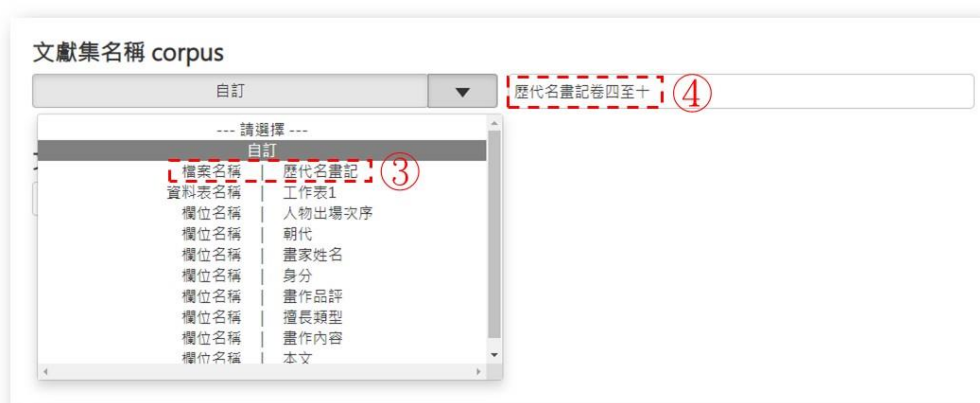 文獻集名稱 corpus
自訂 ▼ 歷代名畫記卷四至十 ④
--- 請選擇 ---
自訂
檔案名稱 | 歷代名畫記 ③
資料表名稱 | 工作表1
欄位名稱 | 人物出場次序
欄位名稱 | 朝代
欄位名稱 | 畫家姓名
欄位名稱 | 身分
欄位名稱 | 畫作品評
欄位名稱 | 擅長類型
欄位名稱 | 畫作內容
欄位名稱 | 本文